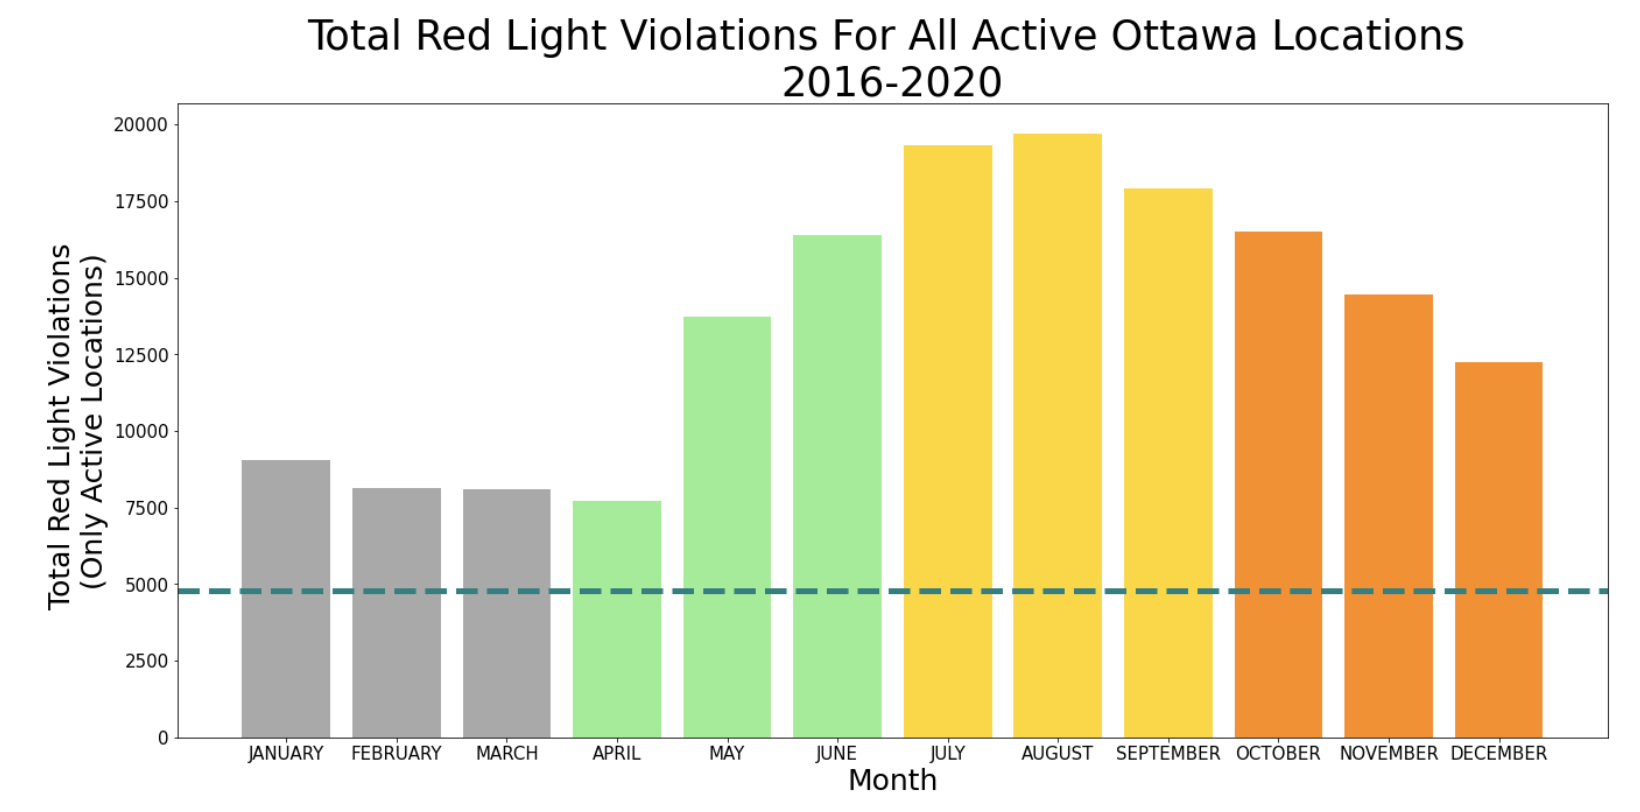 Total Red Light Violations For All Active Ottawa Locations
2016-2020
Total Red Light Violations
(Only Active Locations)
20000
17500
15000
12500
10000
7500
5000
2500
0
JANUARY FEBRUARY MARCH APRIL MAY JUNE JULY AUGUST SEPTEMBER OCTOBER NOVEMBER DECEMBER
Month